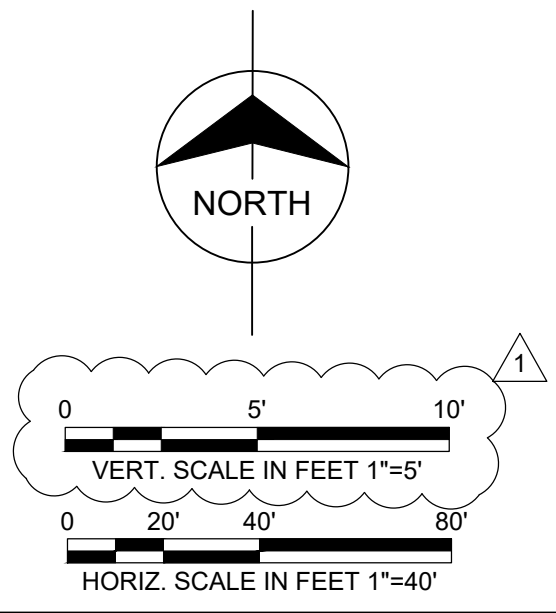 NORTH
1
0 5' 10'
VERT. SCALE IN FEET 1"=5'
0 20' 40' 80'
HORIZ. SCALE IN FEET 1"=40'